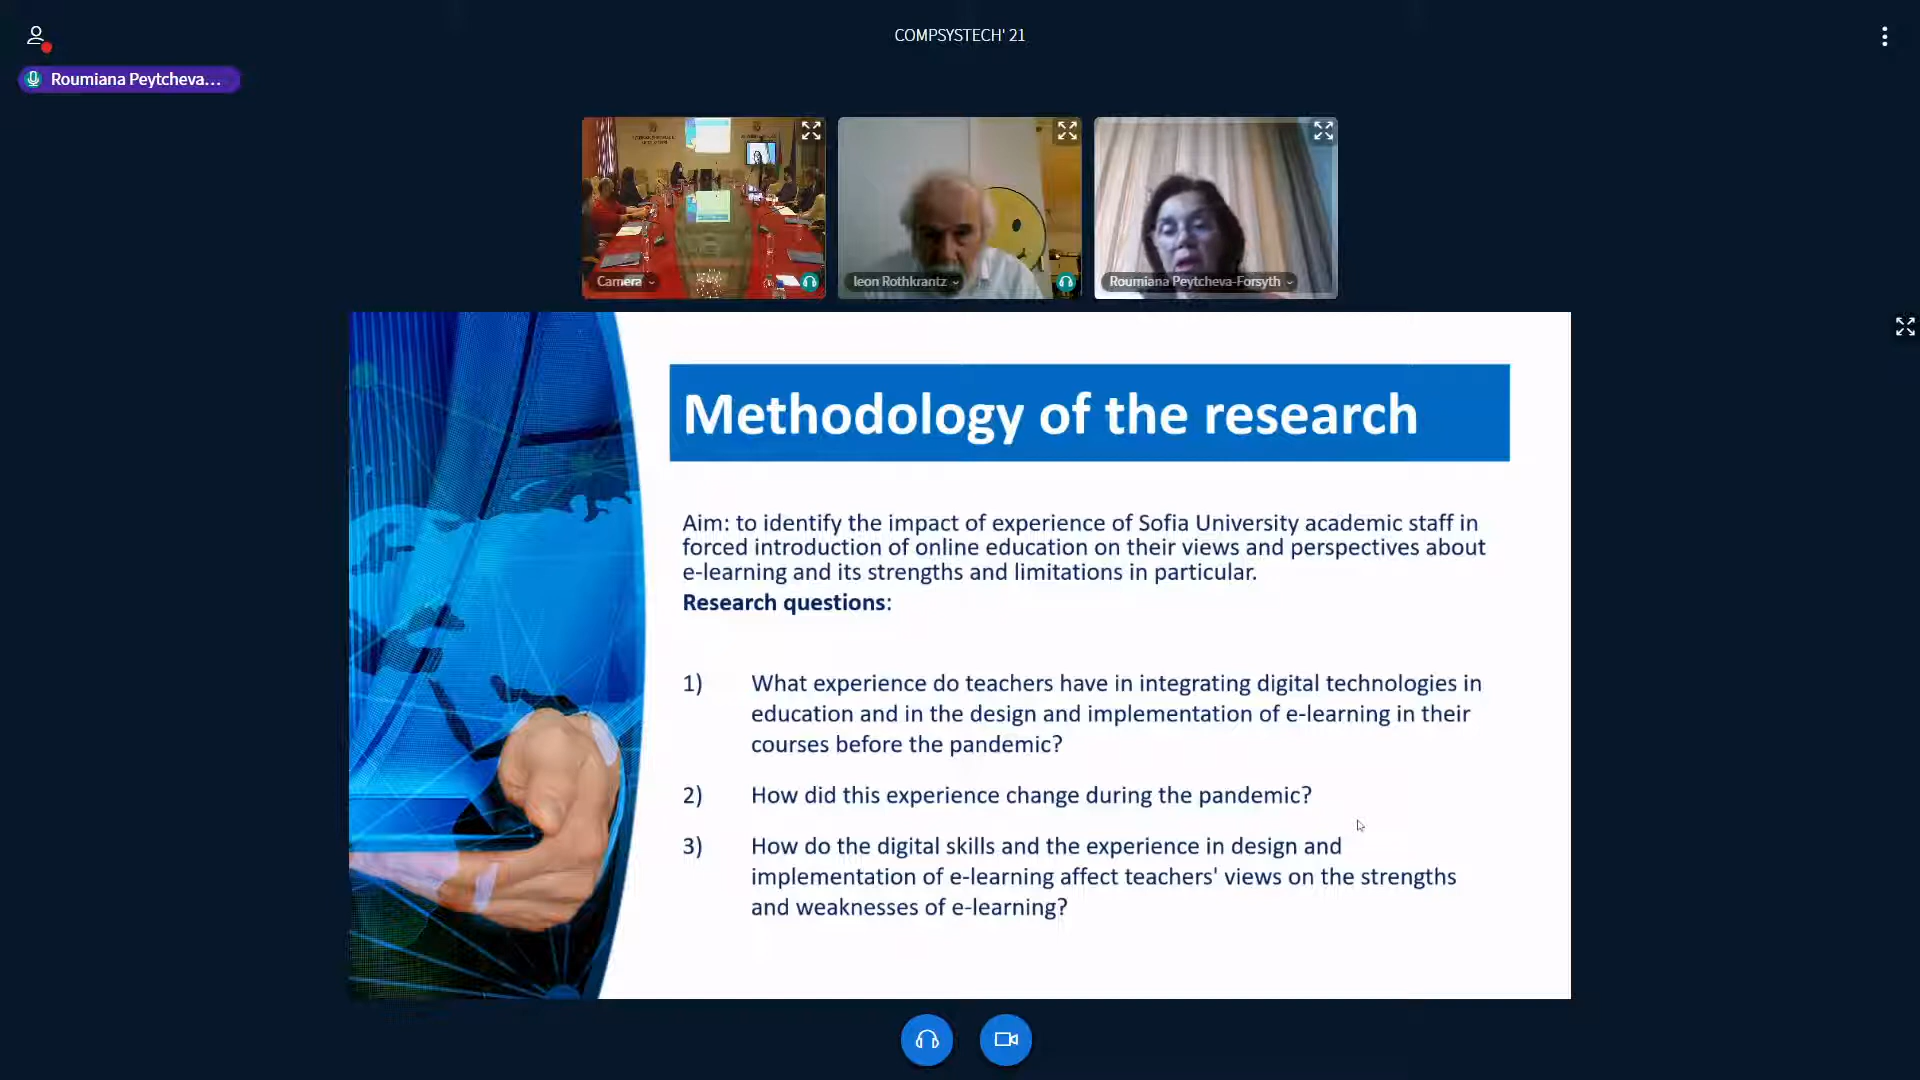 COMPSYSTECH' 21
Roumiana Peytcheva...
Camera
leon Rothkrantz
Roumiana Peytcheva-Forsyth
Methodology of the research
Aim: to identify the impact of experience of Sofia University academic staff in
forced introduction of online education on their views and perspectives about
e-learning and its strengths and limitations in particular.
Research questions:
1) What experience do teachers have in integrating digital technologies in
education and in the design and implementation of e-learning in their
courses before the pandemic?
2) How did this experience change during the pandemic?
3) How do the digital skills and the experience in design and
implementation of e-learning affect teachers' views on the strengths
and weaknesses of e-learning?